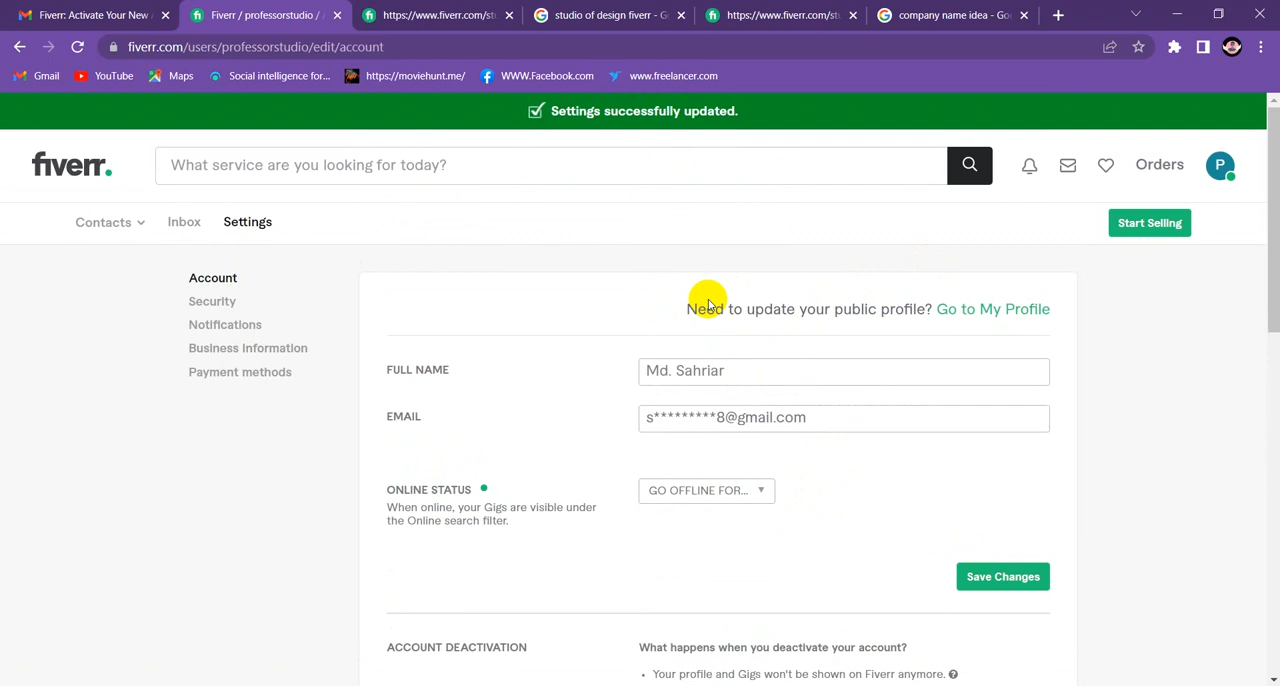 Fiverr: Activate Your New A
Fiverr / professorstudio / A
https://www.fiverr.com/stu
studio of design fiverr - Go
https://www.fiverr.com/stu
company name idea - Goo
fiverr.com/users/professorstudio/edit/account
Gmail
YouTube
Maps
Social intelligence for...
https://moviehunt.me/
WWW.Facebook.com
www.freelancer.com
Settings successfully updated.
fiverr.
What service are you looking for today?
Orders
P
Contacts
Inbox
Settings
Start Selling
Account
Security
Notifications
Business Information
Payment methods
Need to update your public profile? Go to My Profile
FULL NAME
Md. Sahriar
EMAIL
s*********8@gmail.com
ONLINE STATUS
When online, your Gigs are visible under
the Online search filter.
GO OFFLINE FOR...
Save Changes
ACCOUNT DEACTIVATION
What happens when you deactivate your account?
• Your profile and Gigs won't be shown on Fiverr anymore.